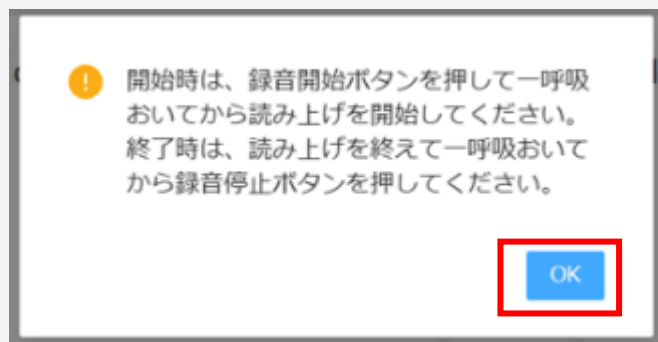 開始時は、録音開始ボタンを押して一呼吸
おいてから読み上げを開始してください。
終了時は、読み上げを終えて一呼吸おいて
から録音停止ボタンを押してください。
OK